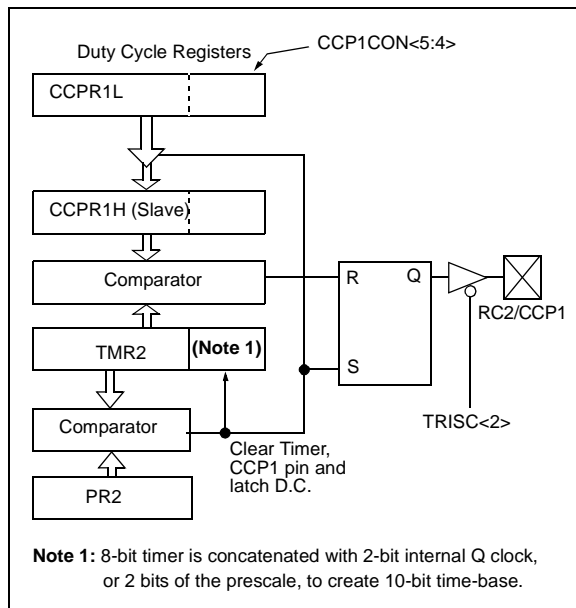 Duty Cycle Registers
CCP1CON<5:4>
CCPR1L
CCPR1H (Slave)
Comparator
R
Q
RC2/CCP1
TMR2
(Note 1)
S
TRISC<2>
Comparator
Clear Timer,
CCP1 pin and
latch D.C.
PR2
Note 1: 8-bit timer is concatenated with 2-bit internal Q clock,
or 2 bits of the prescale, to create 10-bit time-base.